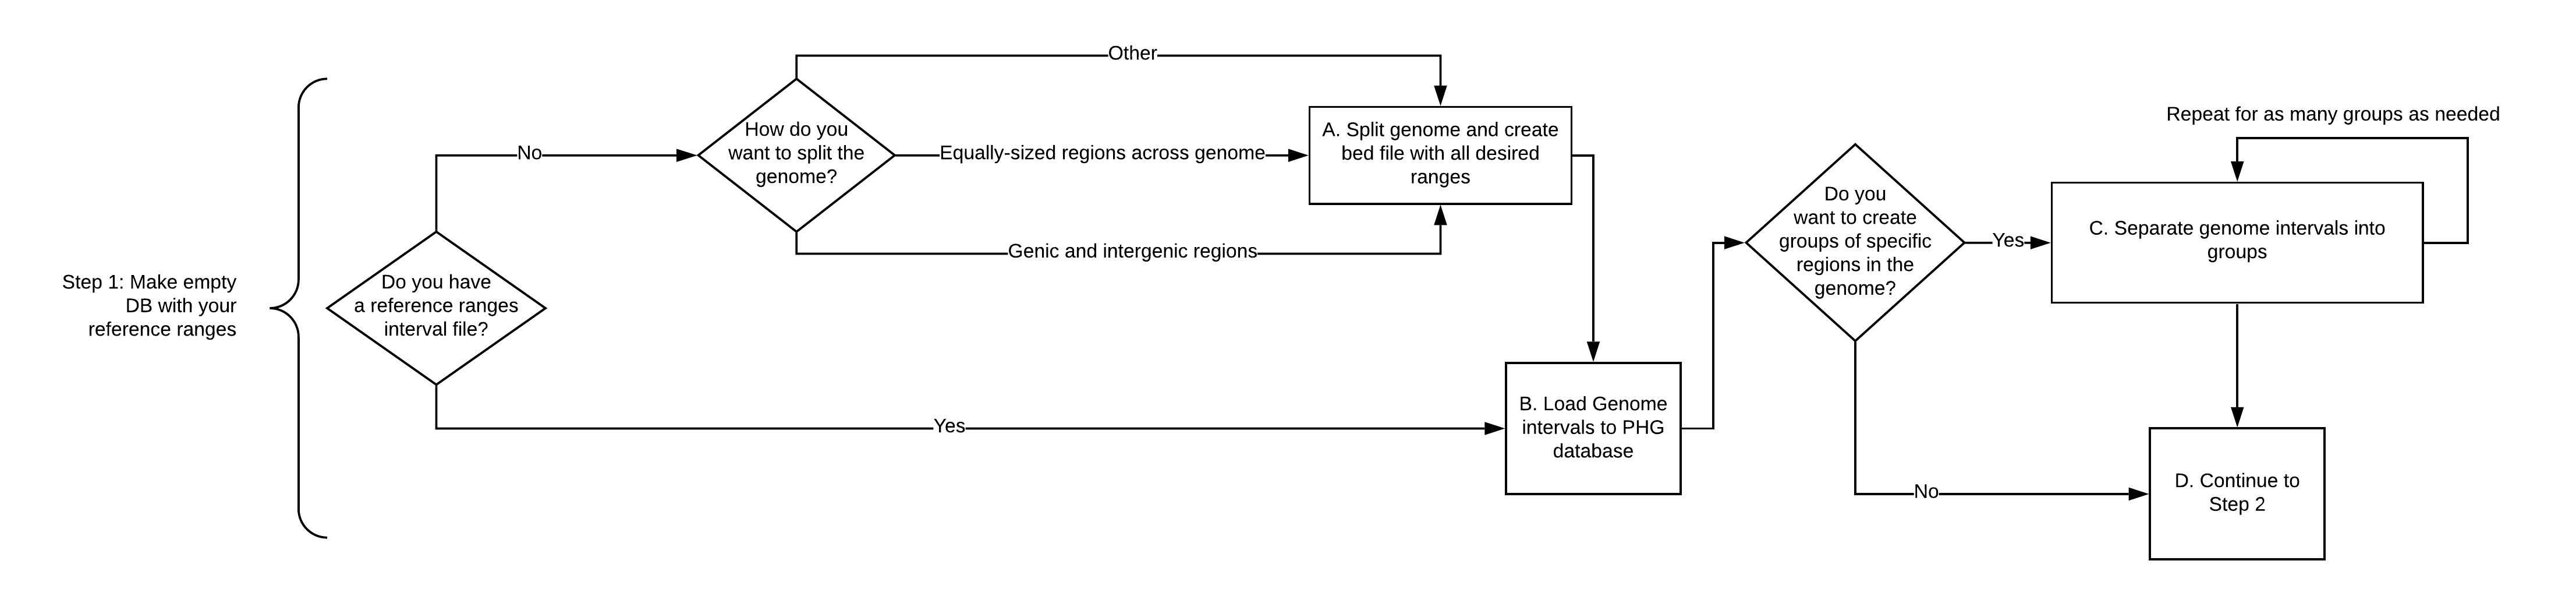 Step 1: Make empty
DB with your
reference ranges
Do you have
a reference ranges
interval file?
No
Yes
How do you
want to split the
genome?
Other
Equally-sized regions across genome
Genic and intergenic regions
A. Split genome and create
bed file with all desired
ranges
B. Load Genome
intervals to PHG
database
Do you
want to create
groups of specific
regions in the
genome?
Yes
No
Repeat for as many groups as needed
C. Separate genome intervals into
groups
D. Continue to
Step 2